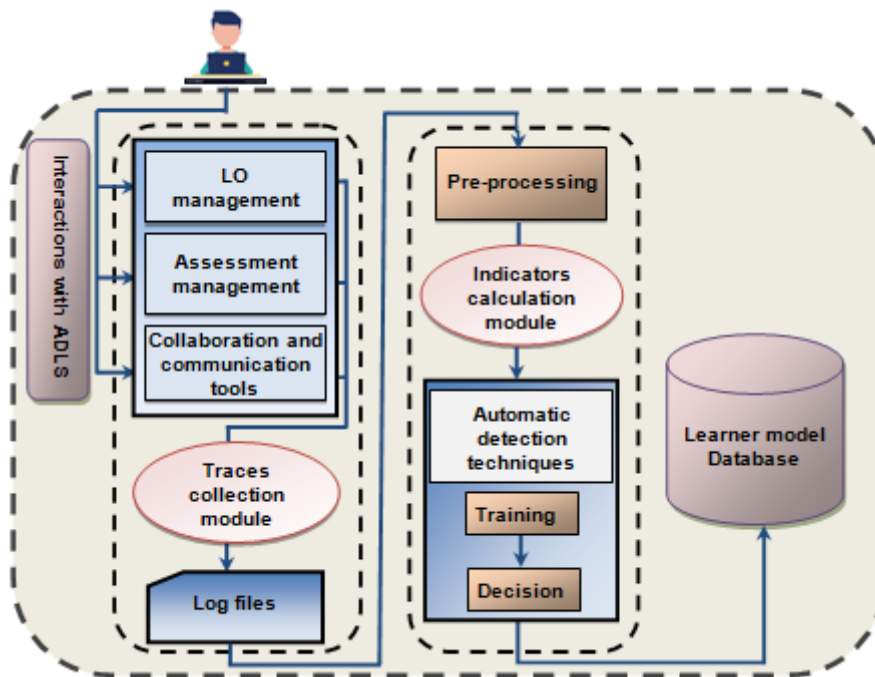 Interactions with ADLS
LO
management
Assessment
management
Collaboration and
communication
tools
Traces
collection
module
Log files
Pre-processing
Indicators
calculation
module
Automatic
detection
techniques
Training
Decision
Learner model
Database